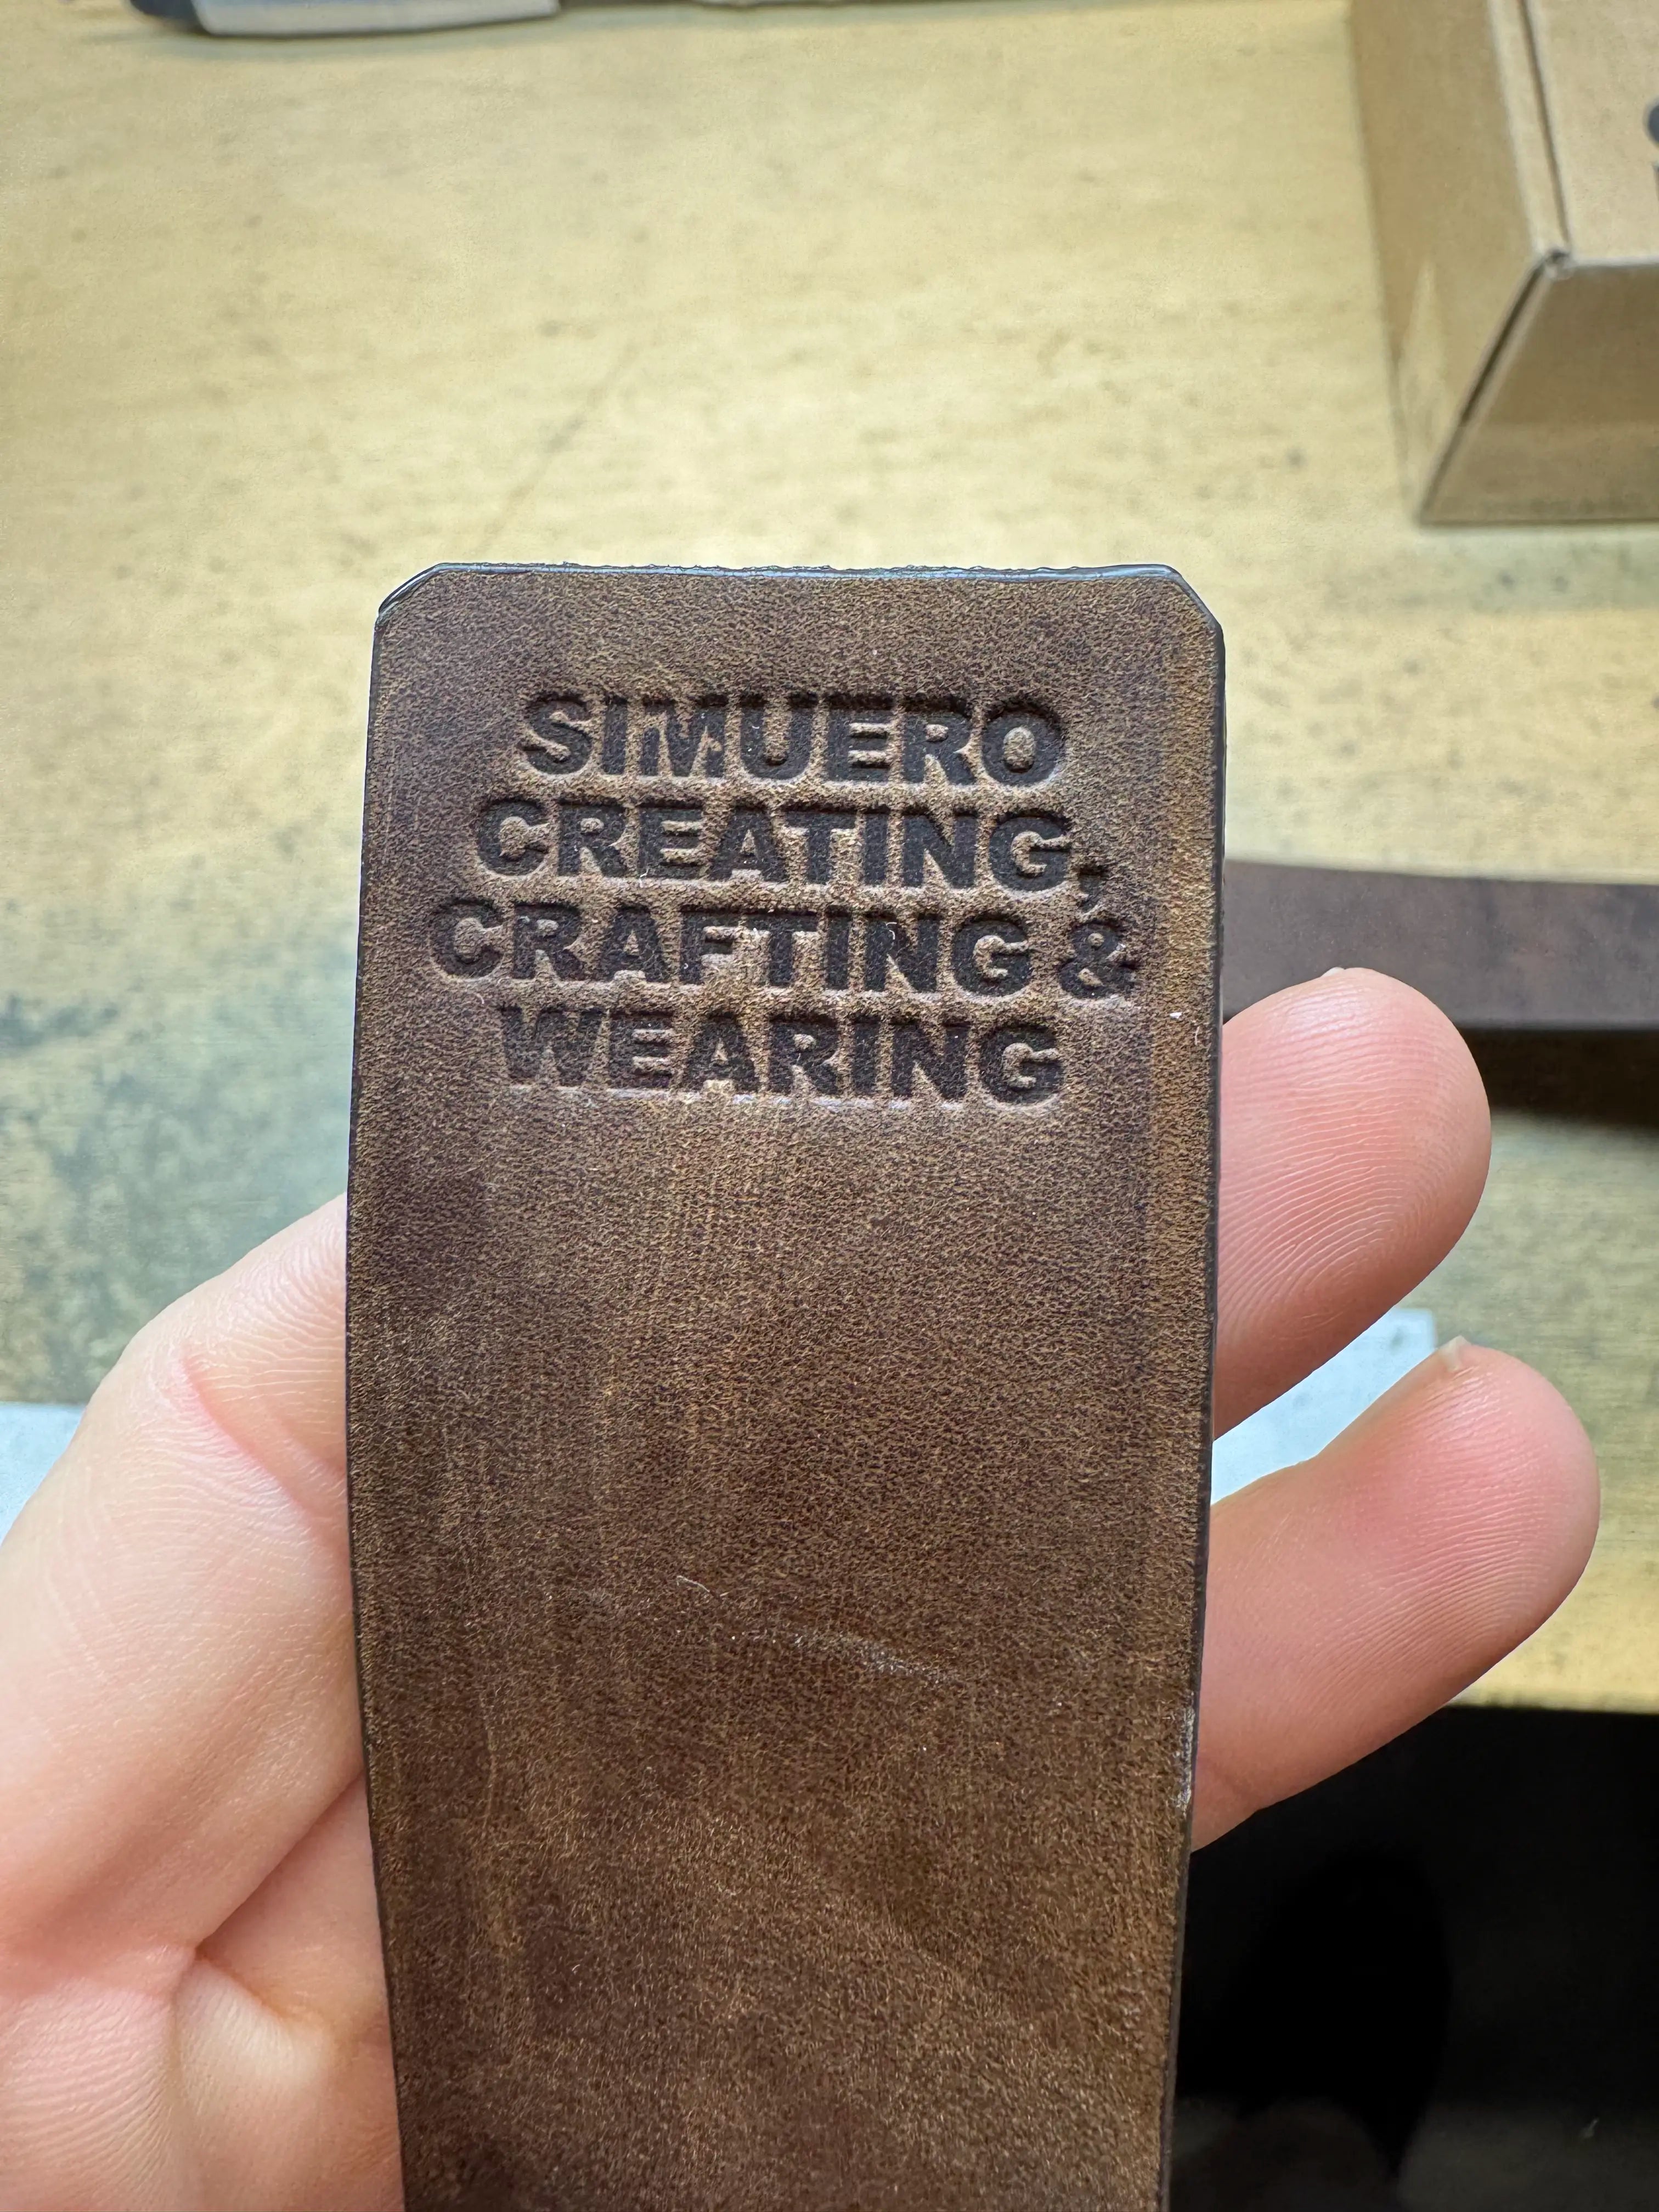 SIMUERO
CREATING,
CRAFTING &
WEARING